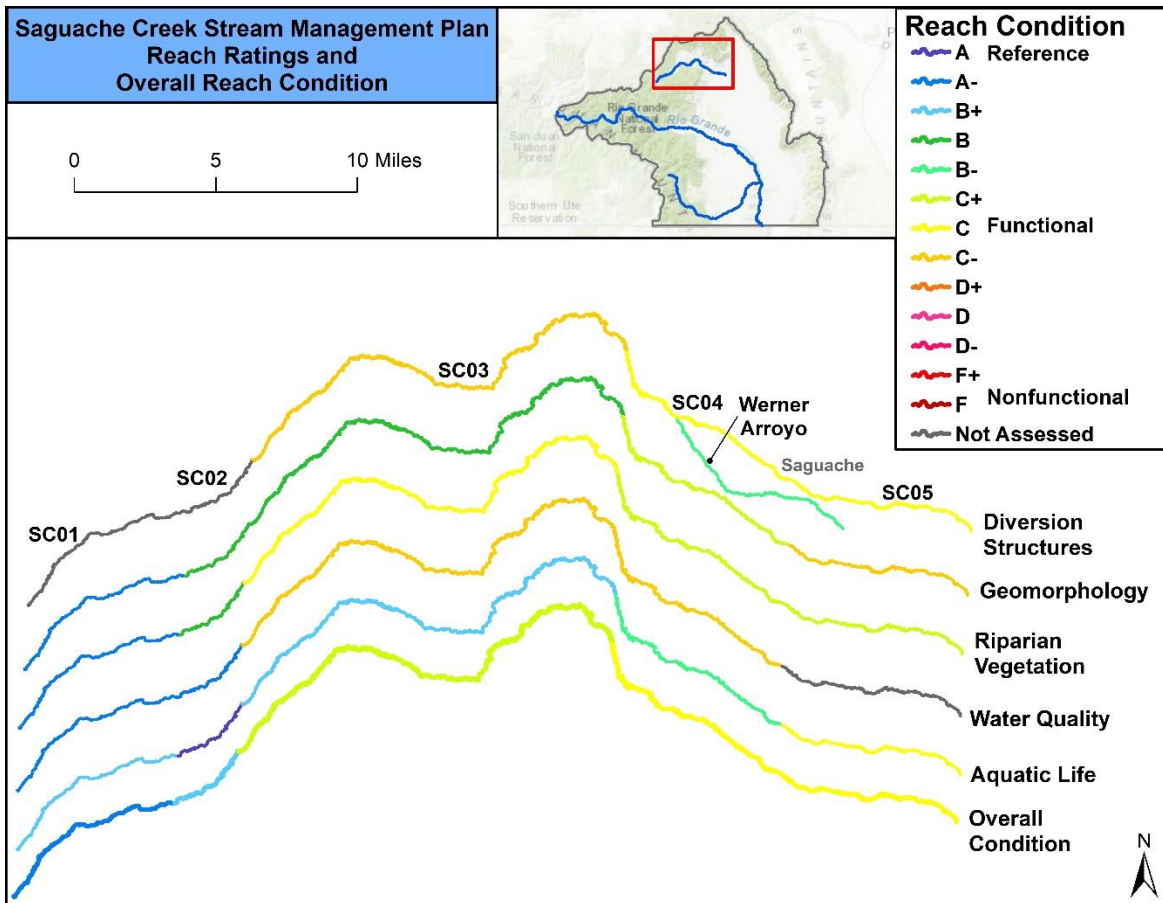 Saguache Creek Stream Management Plan
Reach Ratings and
Overall Reach Condition
0 5 10 Miles
Rio Grande
National
Forest
Rio Grande
San Juan
National
Forest
Southern Ute
Reservation
Reach Condition
A Reference
A-
B+
B
B-
C+
C Functional
C-
D+
D
D-
F+
F Nonfunctional
Not Assessed
SC01
SC02
SC03
SC04
Werner
Arroyo
Saguache
SC05
Diversion
Structures
Geomorphology
Riparian
Vegetation
Water Quality
Aquatic Life
Overall
Condition
N